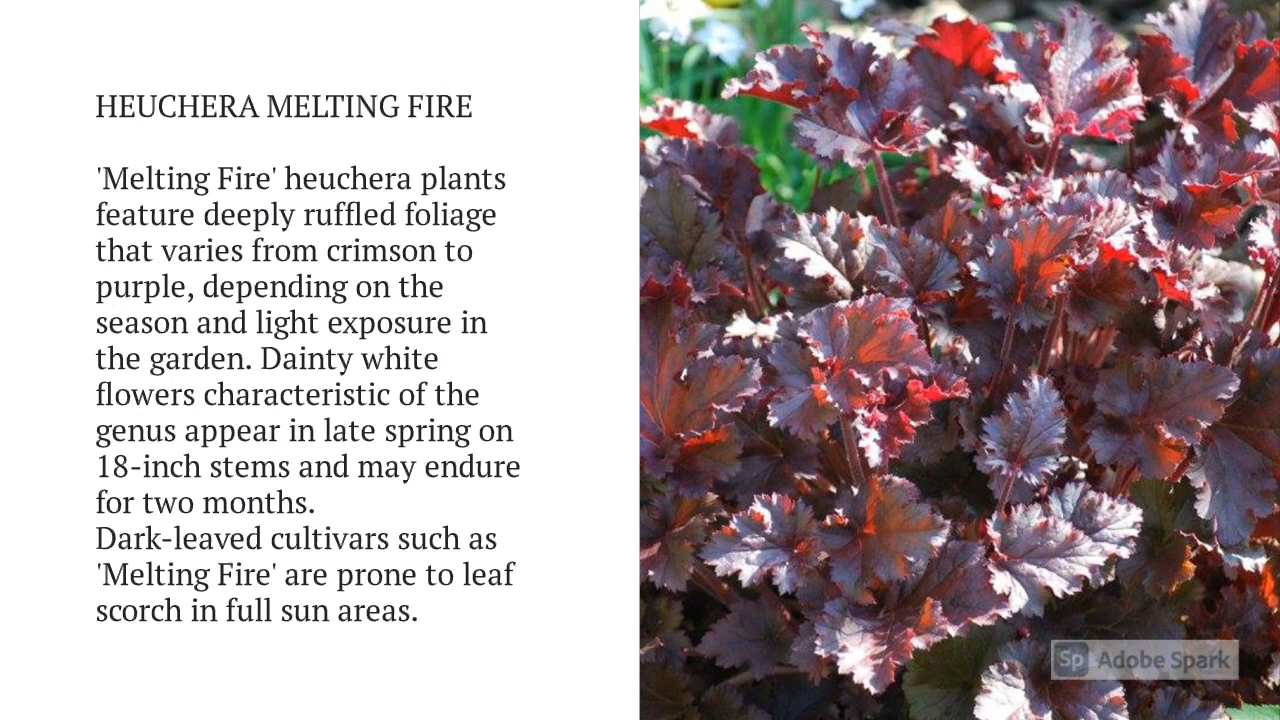 HEUCHERA MELTING FIRE
'Melting Fire' heuchera plants
feature deeply ruffled foliage
that varies from crimson to
purple, depending on the
season and light exposure in
the garden. Dainty white
flowers characteristic of the
genus appear in late spring on
18-inch stems and may endure
for two months.
Dark-leaved cultivars such as
'Melting Fire' are prone to leaf
scorch in full sun areas.
Sp Adobe Spark